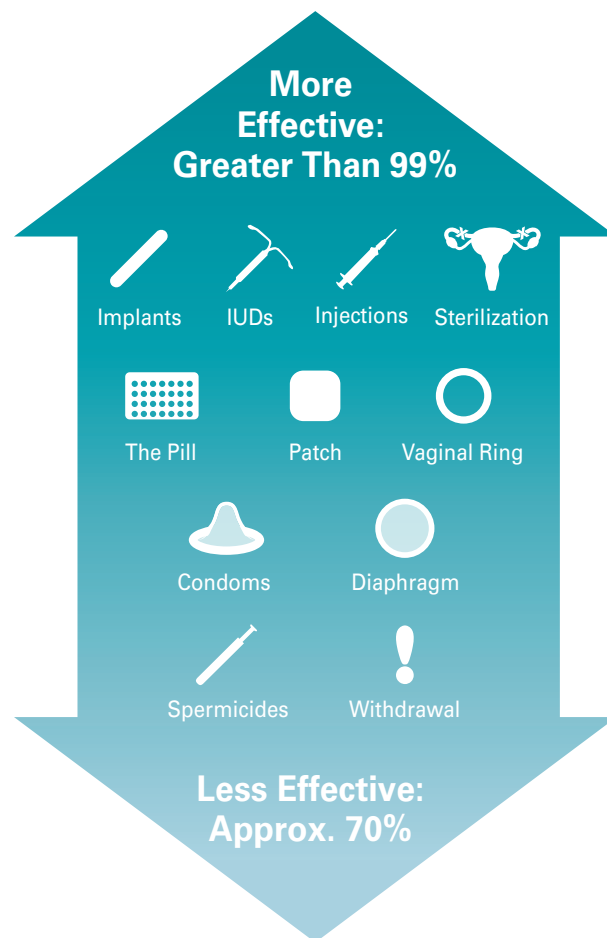 More
Effective:
Greater Than 99%
Implants IUDs Injections Sterilization
The Pill Patch Vaginal Ring
Condoms Diaphragm
Spermicides Withdrawal
Less Effective:
Approx. 70%